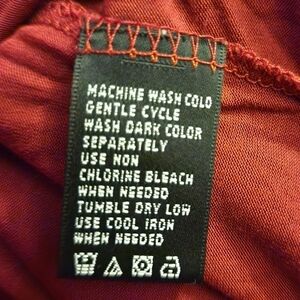 MACHINE WASH COLD
GENTLE CYCLE
WASH DARK COLOR
SEPARATELY
USE NON
CHLORINE BLEACH
WHEN NEEDED
TUMBLE DRY LOW
USE COOL IRON
WHEN NEEDED